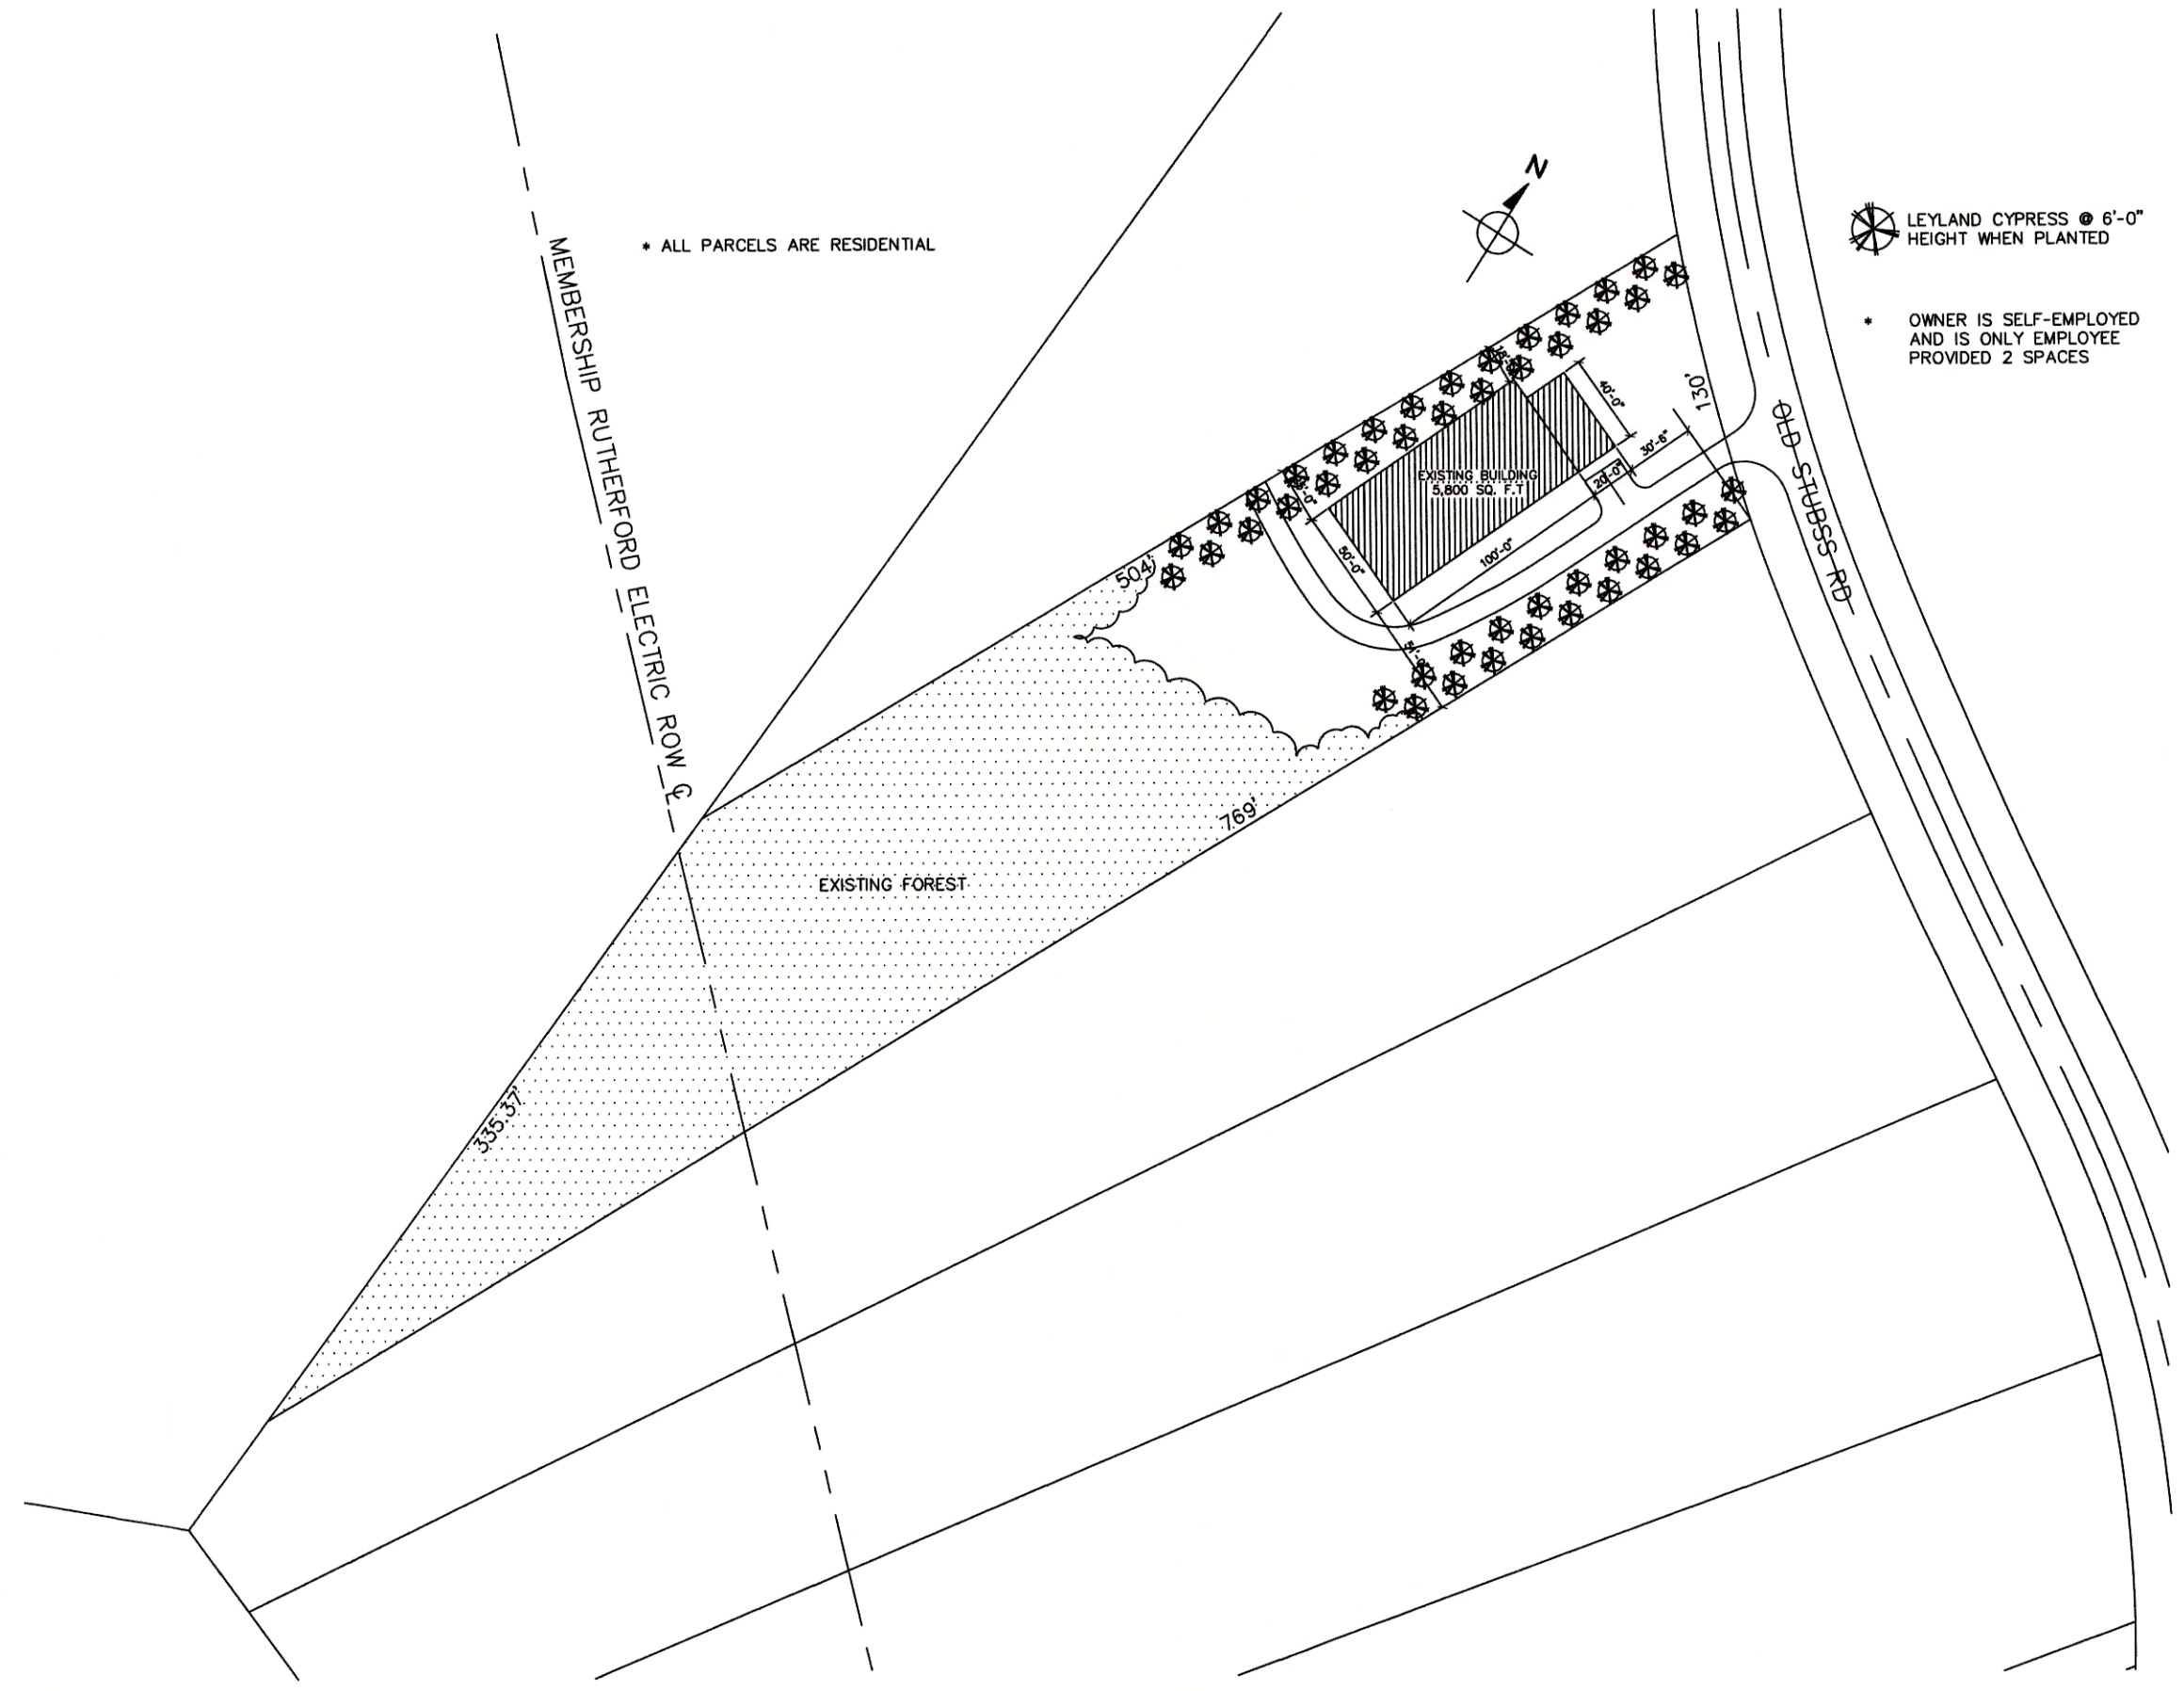 N
* ALL PARCELS ARE RESIDENTIAL
LEYLAND CYPRESS @ 6'-0"
HEIGHT WHEN PLANTED
* OWNER IS SELF-EMPLOYED
AND IS ONLY EMPLOYEE
PROVIDED 2 SPACES
MEMBERSHIP RUTHERFORD ELECTRIC ROW ℄
OLD STUBSS RD
130'
40'-0"
30'-6"
20'-0"
EXISTING BUILDING
5,800 SQ. F.T
100'-0"
50'-0"
504'
769'
EXISTING FOREST
335.37'